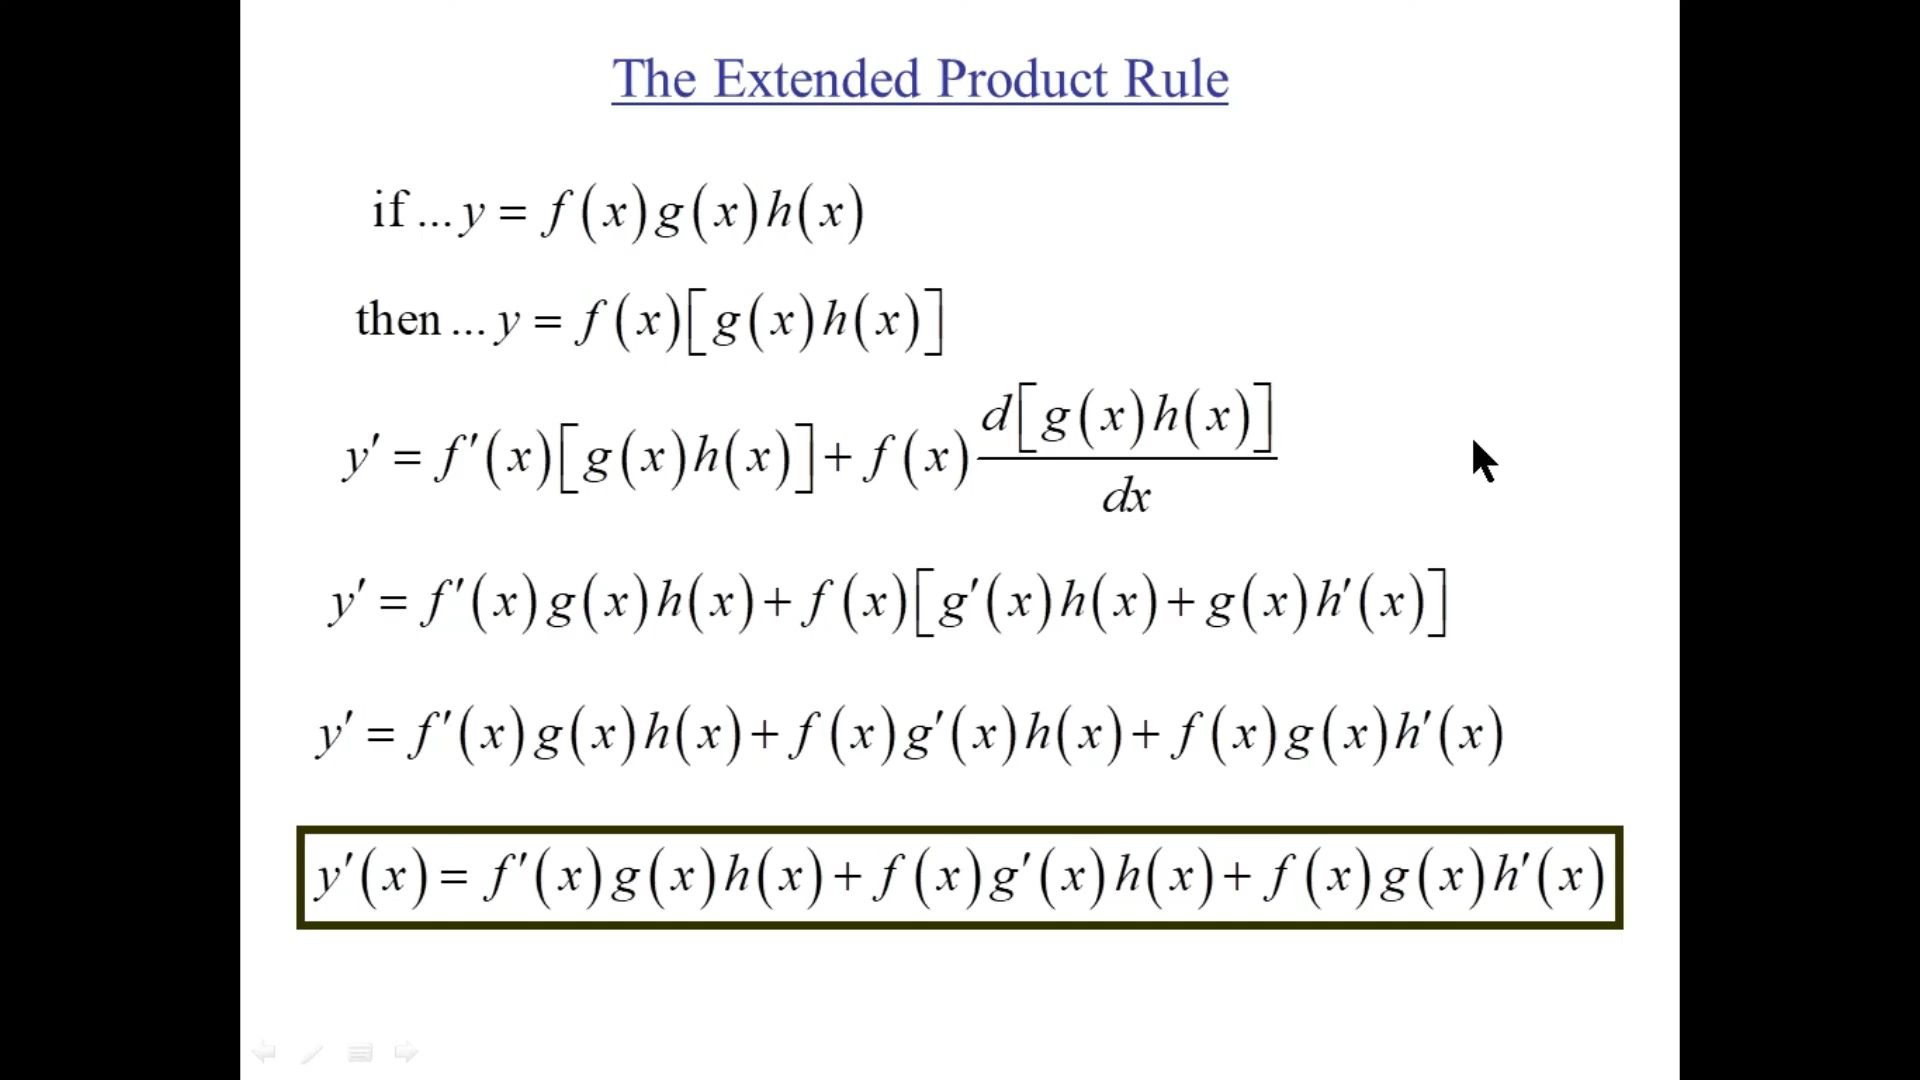 The Extended Product Rule
if ... y = f(x)g(x)h(x)
then ... y = f(x)[g(x)h(x)]
y′ = f′(x)[g(x)h(x)] + f(x) d[g(x)h(x)]/dx
y′ = f′(x)g(x)h(x) + f(x)[g′(x)h(x) + g(x)h′(x)]
y′ = f′(x)g(x)h(x) + f(x)g′(x)h(x) + f(x)g(x)h′(x)
y′(x) = f′(x)g(x)h(x) + f(x)g′(x)h(x) + f(x)g(x)h′(x)